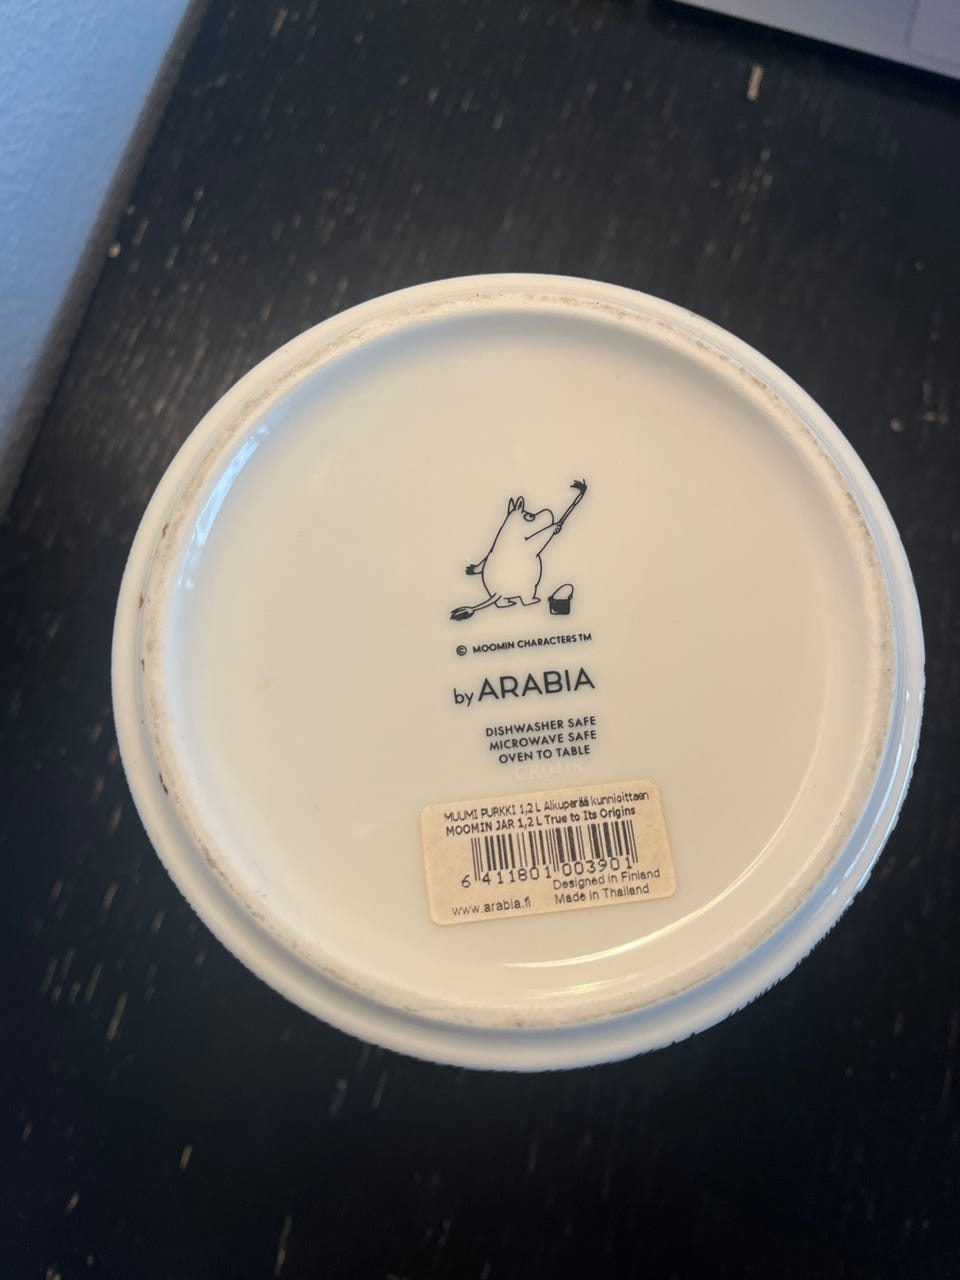 © MOOMIN CHARACTERS TM
by ARABIA
DISHWASHER SAFE
MICROWAVE SAFE
OVEN TO TABLE
CR0418
MUUMI PURKKI 1,2 L Alkuperää kunnioittaen
MOOMIN JAR 1,2 L True to Its Origins
6 411801 003901
Designed in Finland
www.arabia.fi Made in Thailand